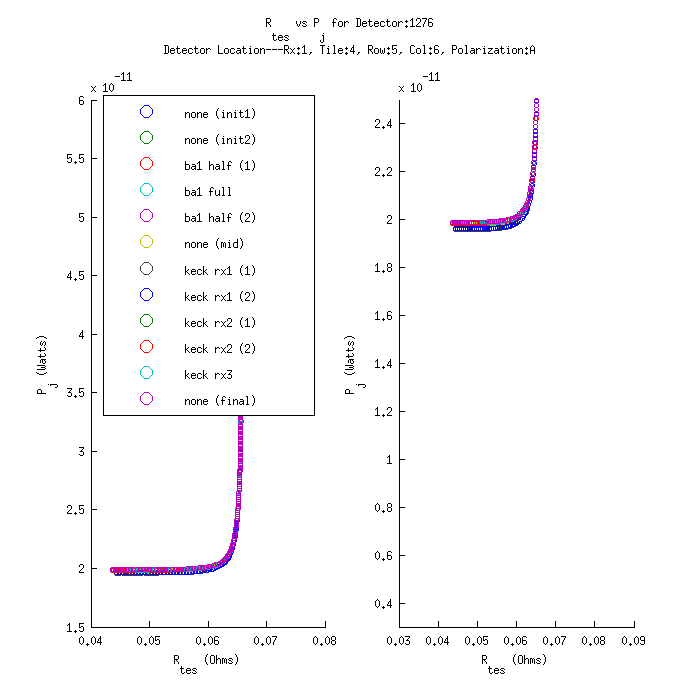 R    vs P  for Detector:1276
tes     j
Detector Location---Rx:1, Tile:4, Row:5, Col:6, Polarization:A
x 10-11
6
5.5
5
4.5
4
3.5
3
2.5
2
1.5
P j (Watts)
none (init1)
none (init2)
ba1 half (1)
ba1 full
ba1 half (2)
none (mid)
keck rx1 (1)
keck rx1 (2)
keck rx2 (1)
keck rx2 (2)
keck rx3
none (final)
0.04 0.05 0.06 0.07 0.08
R tes (Ohms)
x 10-11
2.4
2.2
2
1.8
1.6
1.4
1.2
1
0.8
0.6
0.4
P j (Watts)
0.03 0.04 0.05 0.06 0.07 0.08 0.09
R tes (Ohms)